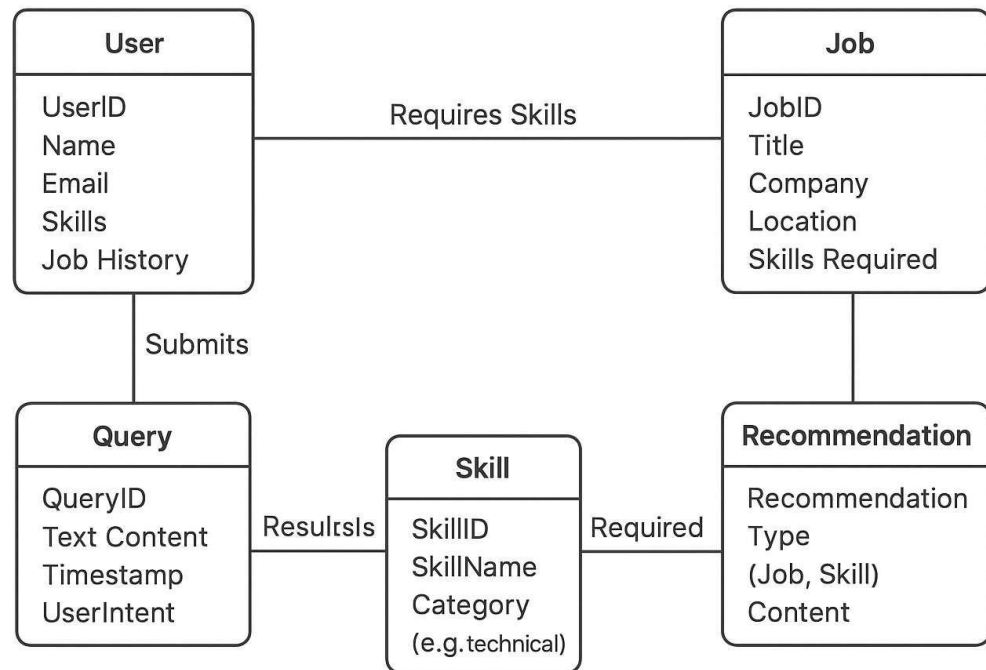 User
UserID
Name
Email
Skills
Job History
Requires Skills
Job
JobID
Title
Company
Location
Skills Required
Submits
Query
QueryID
Text Content
Timestamp
UserIntent
Skill
SkillID
SkillName
Category
(e.g. technical)
Required
Recommendation
Recommendation
Type
(Job, Skill)
Content